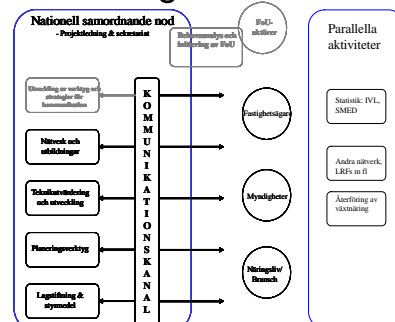 Nationell samordnande nod
- Projektledning & sekretariat
Behovsanalys och
initiering av FoU
FoU-
aktörer
Parallella
aktiviteter
Utveckling av verktyg och
strategier för
kommunikation
Nätverk och
utbildningar
Teknikutvärdering
och utveckling
Planeringsverktyg
Lagstiftning &
styrmedel
K
O
M
M
U
N
I
K
A
T
I
O
N
S
K
A
N
A
L
Fastighetsägare
Myndigheter
Näringsliv/
Bransch
Statistik: IVL,
SMED
Andra nätverk,
LRFs m fl
Återföring av
växtnäring